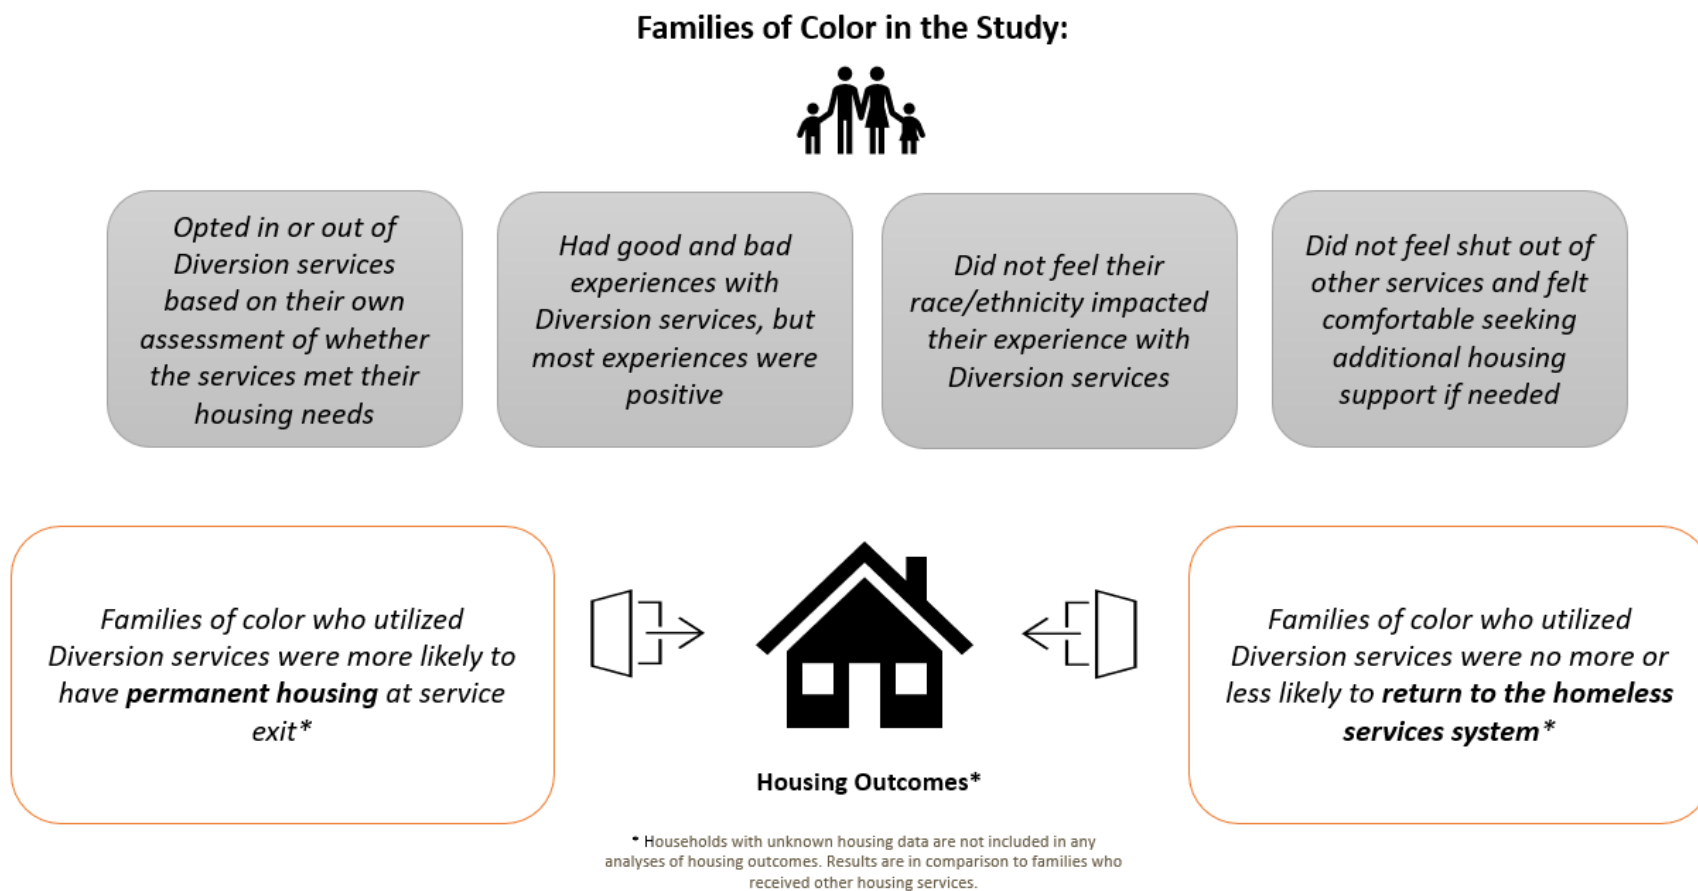 Families of Color in the Study:
Opted in or out of
Diversion services
based on their own
assessment of whether
the services met their
housing needs
Had good and bad
experiences with
Diversion services, but
most experiences were
positive
Did not feel their
race/ethnicity impacted
their experience with
Diversion services
Did not feel shut out of
other services and felt
comfortable seeking
additional housing
support if needed
Families of color who utilized
Diversion services were more likely to
have permanent housing at service
exit*
Housing Outcomes*
Families of color who utilized
Diversion services were no more or
less likely to return to the homeless
services system*
* Households with unknown housing data are not included in any
analyses of housing outcomes. Results are in comparison to families who
received other housing services.